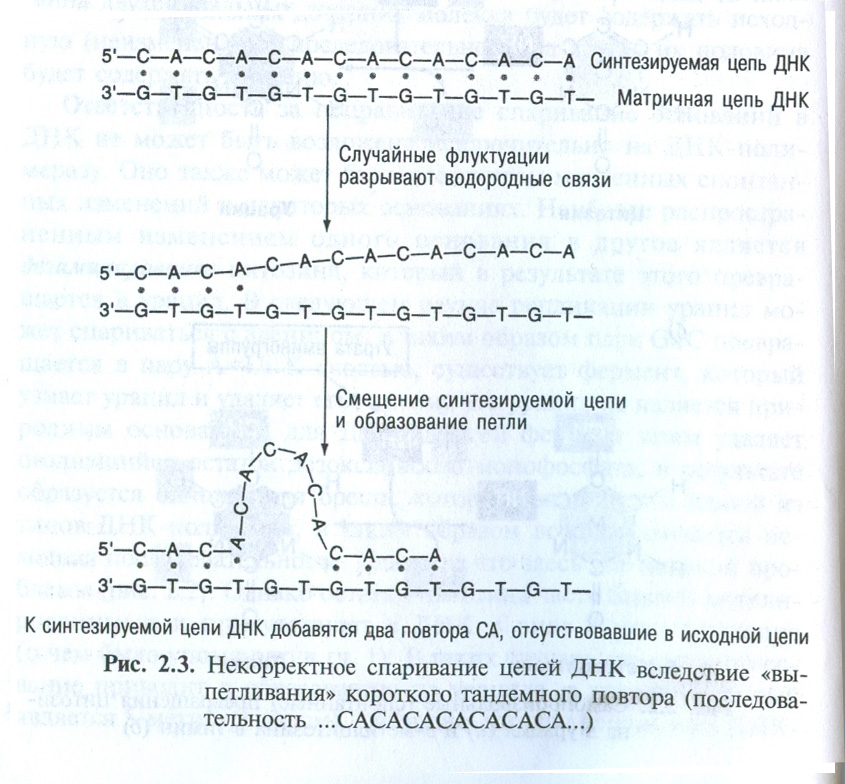 5'–C—A—C—A—C—A—C—A—C—A—C—A—C—A Синтезируемая цепь ДНК
3'–G—T—G—T—G—T—G—T—G—T—G—T—G—T– Матричная цепь ДНК
Случайные флуктуации
разрывают водородные связи
5'–C—A—C—A—C—A—C—A—C—A—C—A—C—A
3'–G—T—G—T—G—T—G—T—G—T—G—T—G—T–
Смещение синтезируемой цепи
и образование петли
5'–C—A—C—A—C—A—C—A—C—A—C—A—C—A
3'–G—T—G—T—G—T—G—T—G—T—G—T—G—T—
К синтезируемой цепи ДНК добавятся два повтора СА, отсутствовавшие в исходной цепи
Рис. 2.3. Некорректное спаривание цепей ДНК вследствие «вы-
петливания» короткого тандемного повтора (последова-
тельность ...САСАСАСАСАСАСА...)